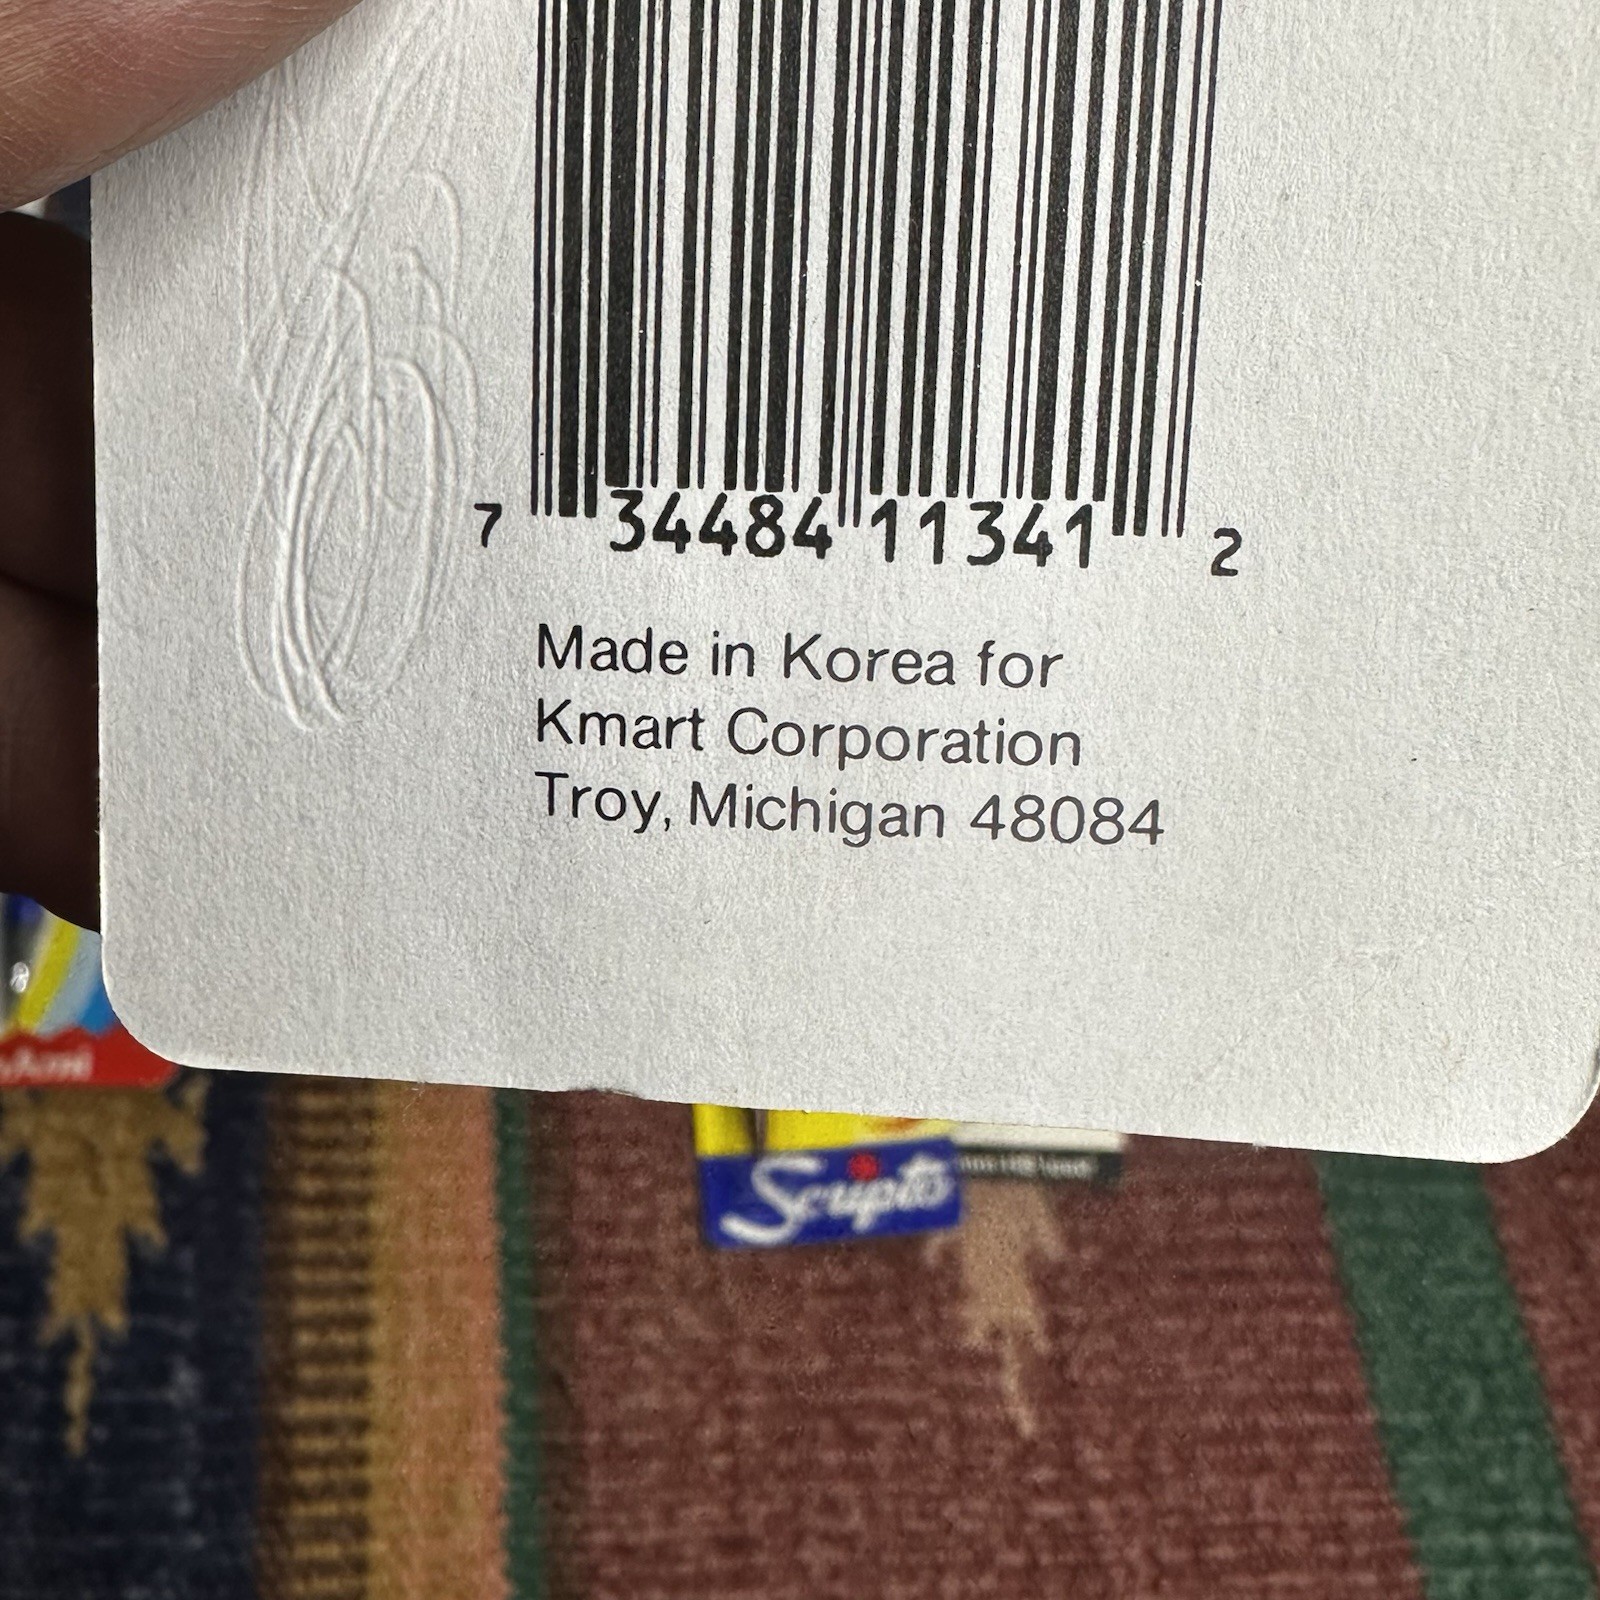 7 34484 11341 2
Made in Korea for
Kmart Corporation
Troy, Michigan 48084
Scripto